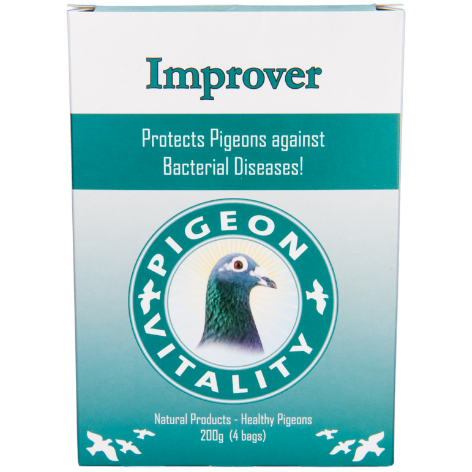 Improver
Protects Pigeons against
Bacterial Diseases!
PIGEON
VITALITY
Natural Products - Healthy Pigeons
200g (4 bags)